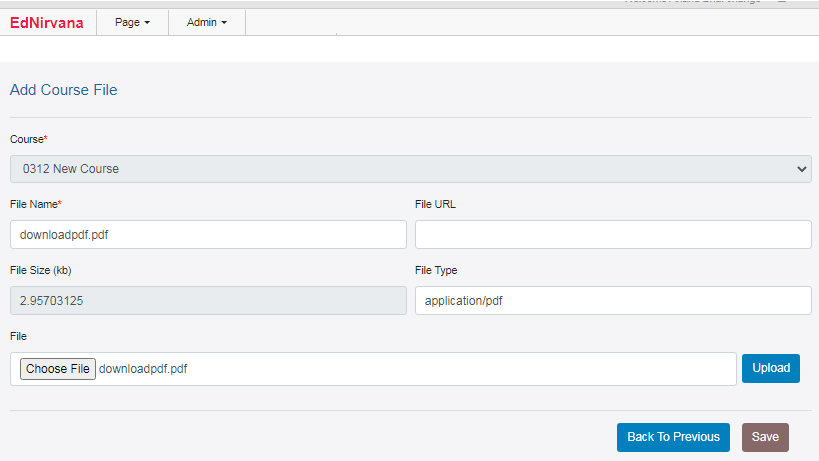 EdNirvana Page Admin
Add Course File
Course*
0312 New Course
File Name* File URL
downloadpdf.pdf
File Size (kb) File Type
2.95703125 application/pdf
File
Choose File downloadpdf.pdf Upload
Back To Previous Save